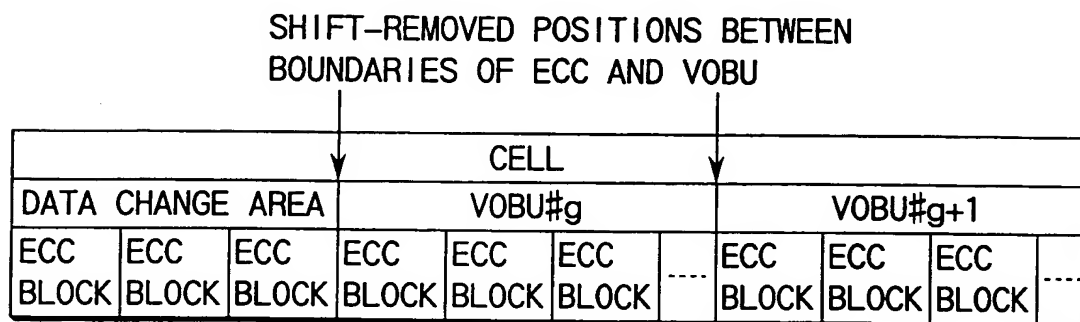 SHIFT-REMOVED POSITIONS BETWEEN
BOUNDARIES OF ECC AND VOBU
CELL
DATA CHANGE AREA VOBU#g VOBU#g+1
ECC ECC ECC ECC ECC ECC ECC ECC ECC
BLOCK BLOCK BLOCK BLOCK BLOCK BLOCK ---- BLOCK BLOCK BLOCK ----